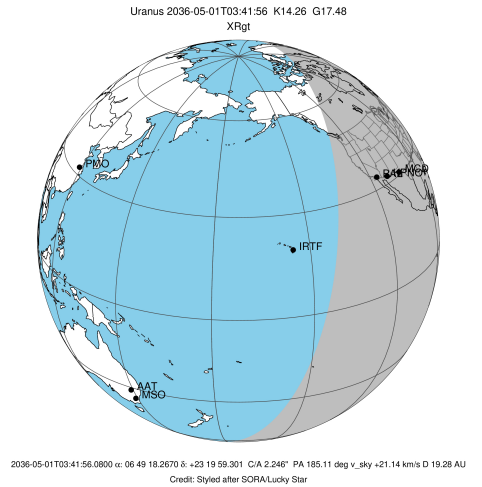 Uranus 2036-05-01T03:41:56 K14.26 G17.48
XRgt
PMO
IRTF
AAT
MSO
2036-05-01T03:41:56.0800 α: 06 49 18.2670 δ: +23 19 59.301 C/A 2.246" PA 185.11 deg v_sky +21.14 km/s D 19.28 AU
Credit: Styled after SORA/Lucky Star